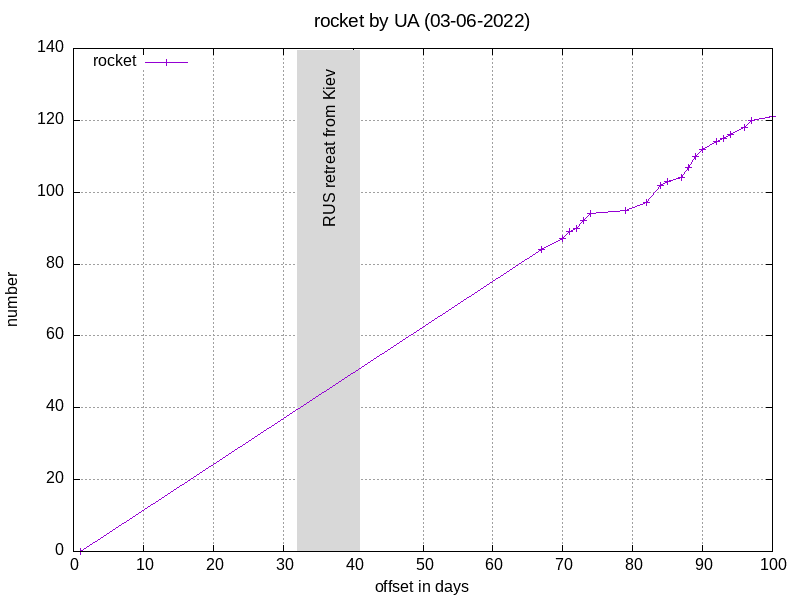 rocket by UA (03-06-2022)
140
120
100
80
60
40
20
0
number
rocket
RUS retreat from Kiev
0 10 20 30 40 50 60 70 80 90 100
offset in days